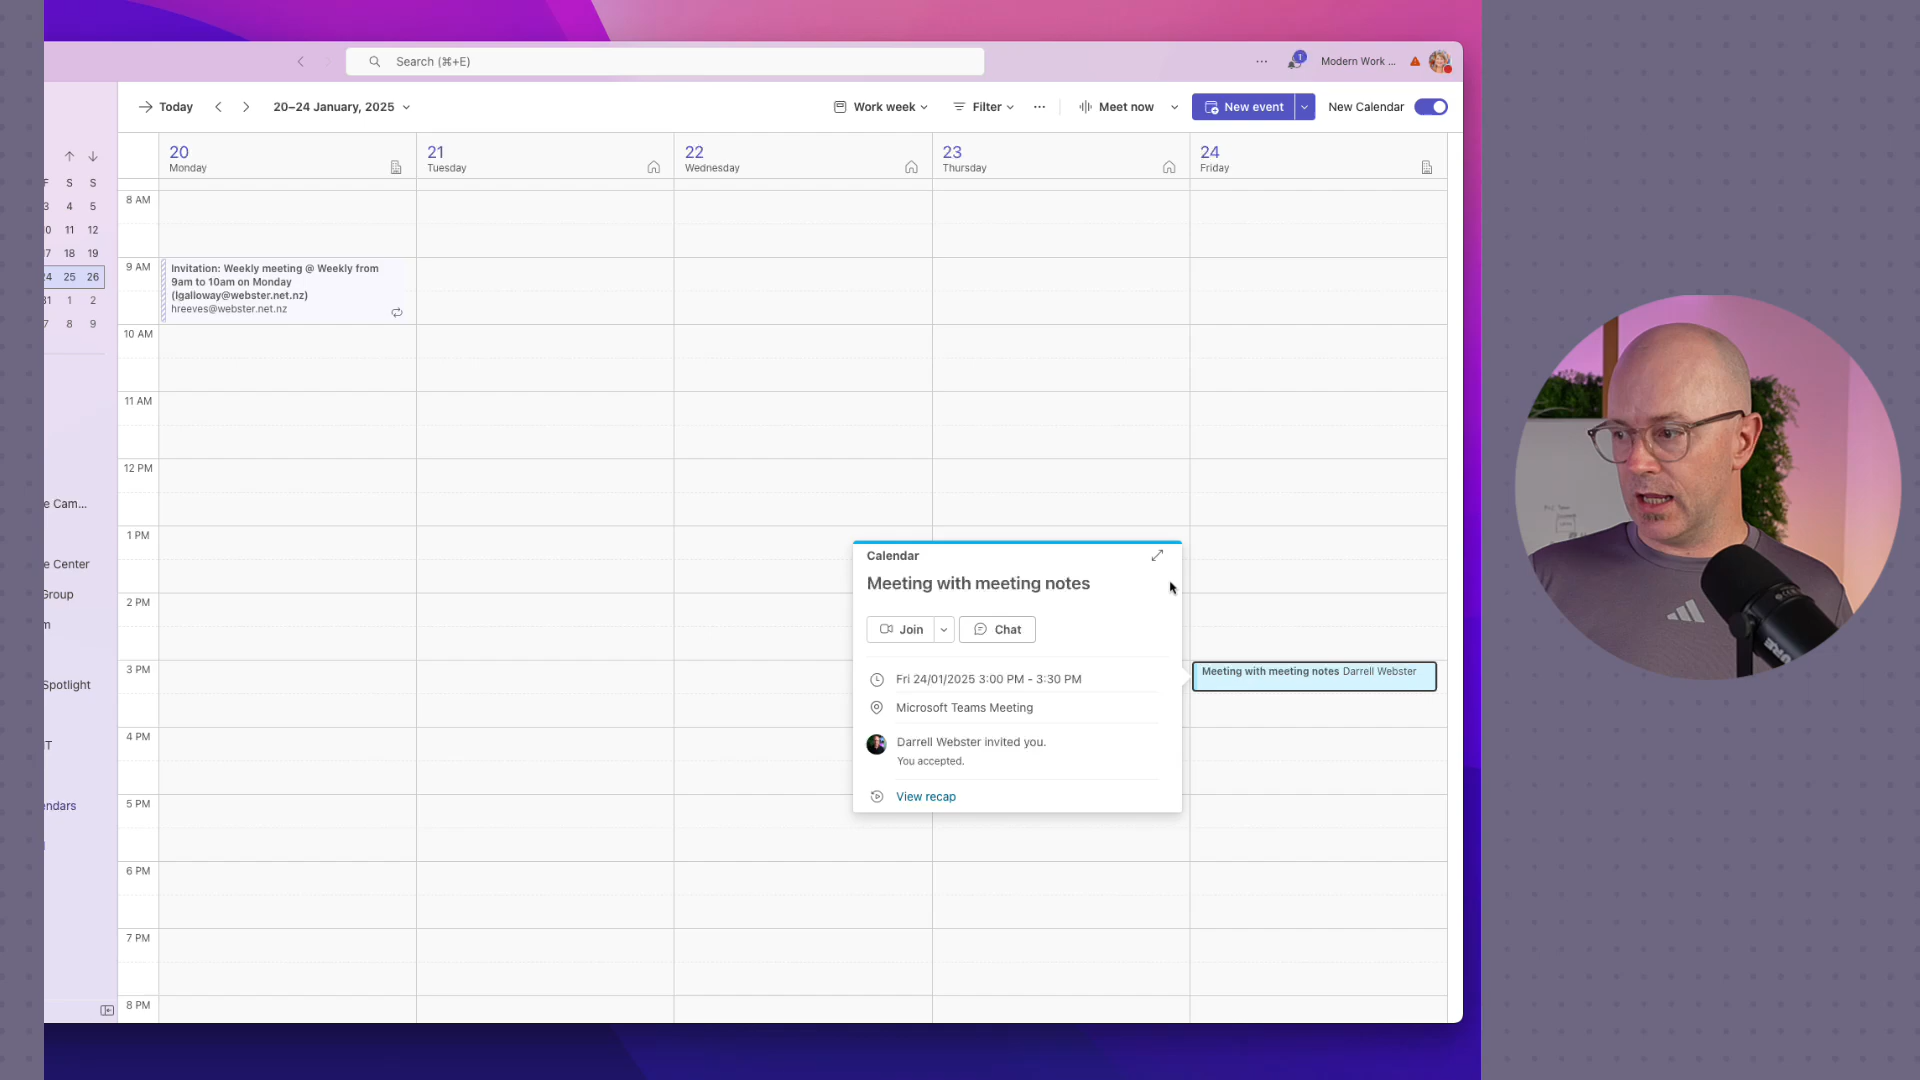 Search (⌘+E)
1
Modern Work ...
Today
20–24 January, 2025
Work week
Filter
Meet now
New event
New Calendar
F S S
3 4 5
10 11 12
17 18 19
24 25 26
31 1 2
7 8 9
e Cam...
e Center
Group
m
Spotlight
IT
endars
20
Monday
21
Tuesday
22
Wednesday
23
Thursday
24
Friday
8 AM
9 AM
Invitation: Weekly meeting @ Weekly from
9am to 10am on Monday
(lgalloway@webster.net.nz)
hreeves@webster.net.nz
10 AM
11 AM
12 PM
1 PM
2 PM
3 PM
4 PM
5 PM
6 PM
7 PM
8 PM
Calendar
Meeting with meeting notes
Join
Chat
Fri 24/01/2025 3:00 PM - 3:30 PM
Microsoft Teams Meeting
Darrell Webster invited you.
You accepted.
View recap
Meeting with meeting notes Darrell Webster